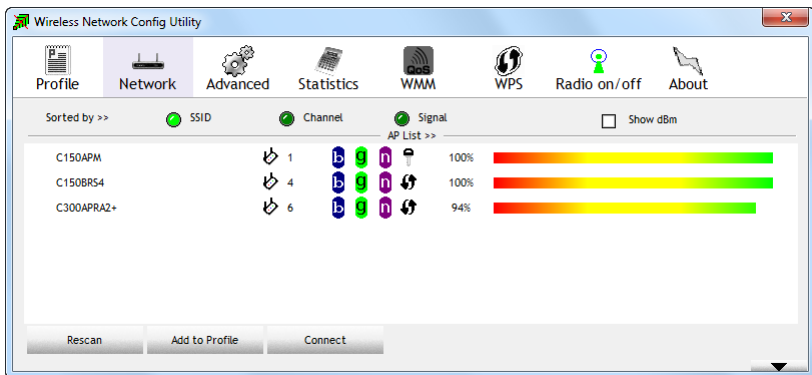 Wireless Network Config Utility
x
Profile Network Advanced Statistics QoS WMM WPS Radio on/off About
Sorted by >> SSID Channel Signal Show dBm
AP List >>
C150APM 1 b g n 100%
C150BRS4 4 b g n 100%
C300APRA2+ 6 b g n 94%
Rescan Add to Profile Connect